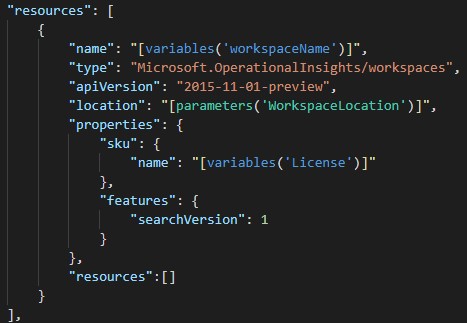 "resources": [
{
"name": "[variables('workspaceName')]",
"type": "Microsoft.OperationalInsights/workspaces",
"apiVersion": "2015-11-01-preview",
"location": "[parameters('WorkspaceLocation')]",
"properties": {
"sku": {
"name": "[variables('License')]"
},
"features": {
"searchVersion": 1
}
},
"resources":[]
}
],